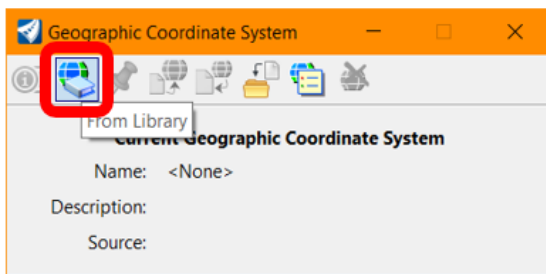 Geographic Coordinate System
From Library
Current Geographic Coordinate System
Name: <None>
Description:
Source: